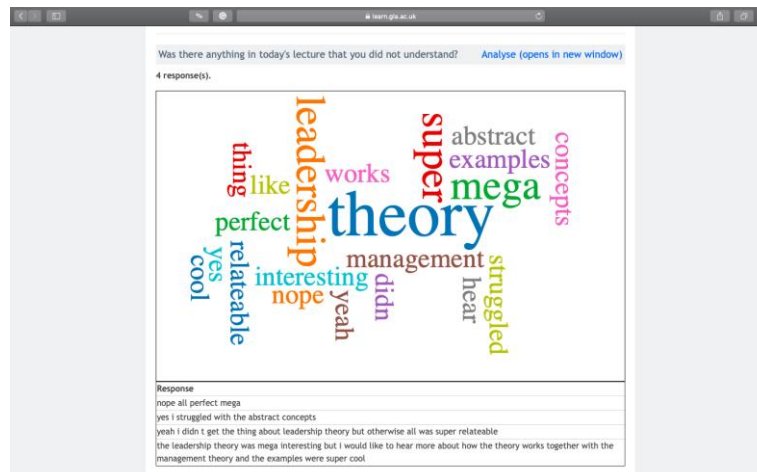 learn.gla.ac.uk
Was there anything in today's lecture that you did not understand? Analyse (opens in new window)
4 response(s).
leadership
super
abstract
thing
examples
concepts
works
like
mega
theory
perfect
management
yes
relateable
cool
interesting
struggled
didn
hear
nope
yeah
Response
nope all perfect mega
yes i struggled with the abstract concepts
yeah i didn t get the thing about leadership theory but otherwise all was super relateable
the leadership theory was mega interesting but i would like to hear more about how the theory works together with the
management theory and the examples were super cool